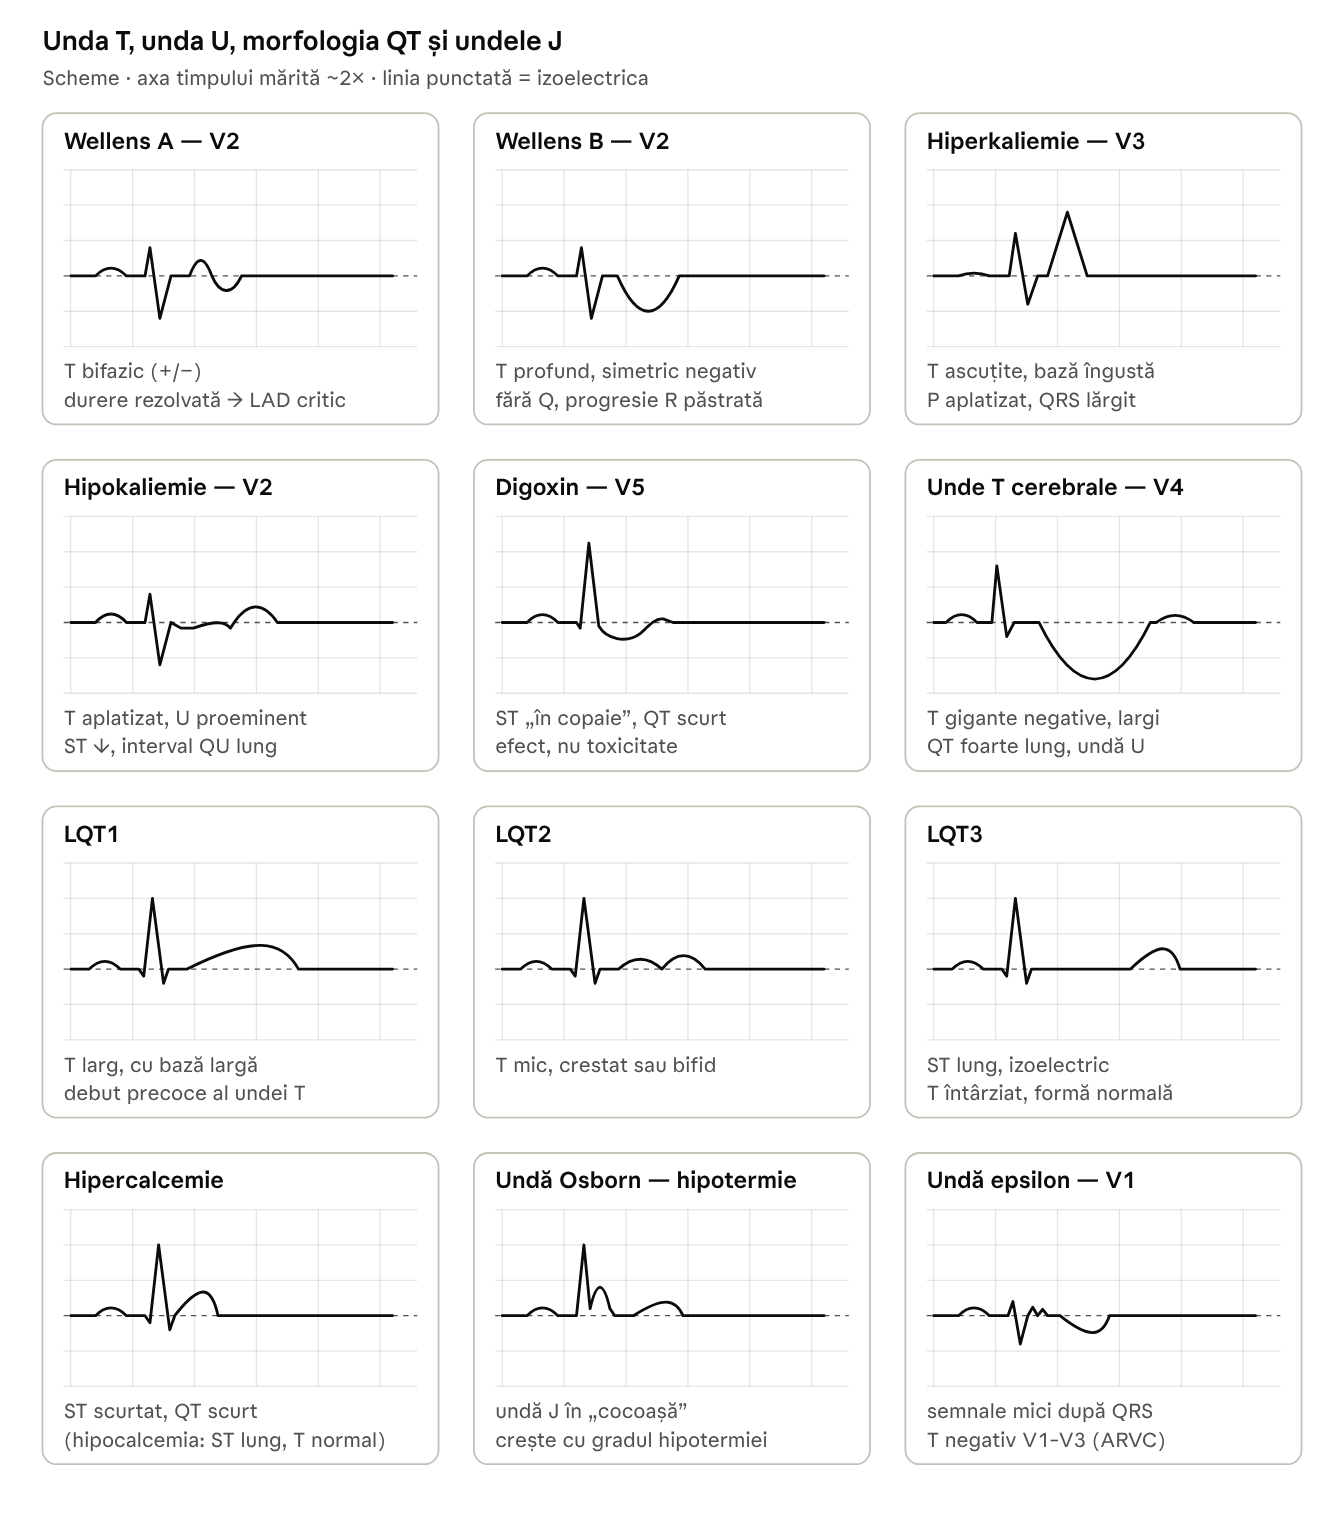 Unda T, unda U, morfologia QT și undele J
Scheme · axa timpului mărită ~2× · linia punctată = izoelectrica
Wellens A — V2
T bifazic (+/−)
durere rezolvată → LAD critic
Wellens B — V2
T profund, simetric negativ
fără Q, progresie R păstrată
Hiperkaliemie — V3
T ascuțite, bază îngustă
P aplatizat, QRS lărgit
Hipokaliemie — V2
T aplatizat, U proeminent
ST ↓, interval QU lung
Digoxin — V5
ST „în copaie”, QT scurt
efect, nu toxicitate
Unde T cerebrale — V4
T gigante negative, largi
QT foarte lung, undă U
LQT1
T larg, cu bază largă
debut precoce al undei T
LQT2
T mic, crestat sau bifid
LQT3
ST lung, izoelectric
T întârziat, formă normală
Hipercalcemie
ST scurtat, QT scurt
(hipocalcemia: ST lung, T normal)
Undă Osborn — hipotermie
undă J în „cocoașă”
crește cu gradul hipotermiei
Undă epsilon — V1
semnale mici după QRS
T negativ V1-V3 (ARVC)